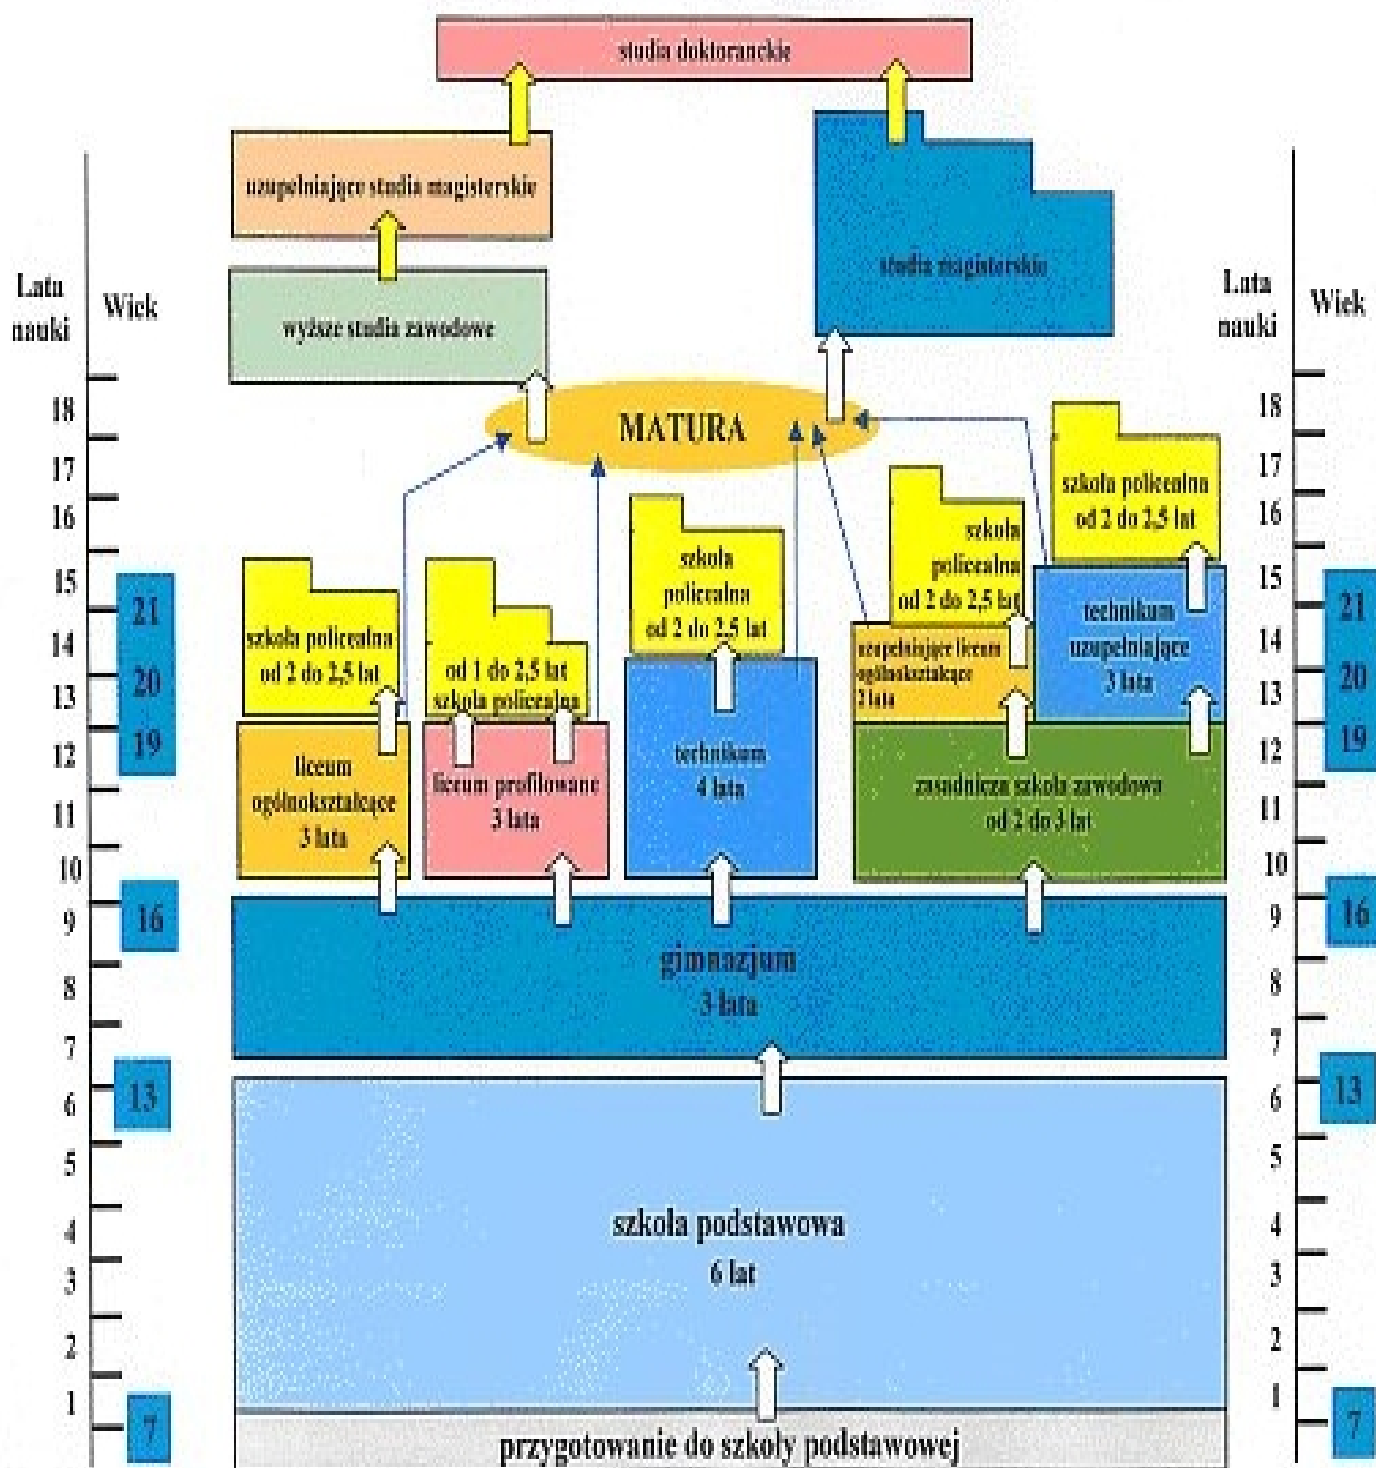 studia doktoranckie
uzupełniające studia magisterskie
studia magisterskie
wyższe studia zawodowe
Lata
nauki
Wiek
Lata
nauki
Wiek
MATURA
18
17
16
15
14
13
12
11
10
9
8
7
6
5
4
3
2
1
21
20
19
16
13
7
szkoła policealna
od 2 do 2,5 lat
od 1 do 2,5 lat
szkoła policealna
szkoła
policealna
od 2 do 2,5 lat
szkoła
policealna
od 2 do 2,5 lat
szkoła policealna
od 2 do 2,5 lat
liceum
ogólnokształcące
3 lata
liceum profilowane
3 lata
technikum
4 lata
uzupełniające liceum
ogólnokształcące
2 lata
technikum
uzupełniające
3 lata
zasadnicza szkoła zawodowa
od 2 do 3 lat
gimnazjum
3 lata
szkoła podstawowa
6 lat
przygotowanie do szkoły podstawowej
18
17
16
15
14
13
12
11
10
9
8
7
6
5
4
3
2
1
21
20
19
16
13
7